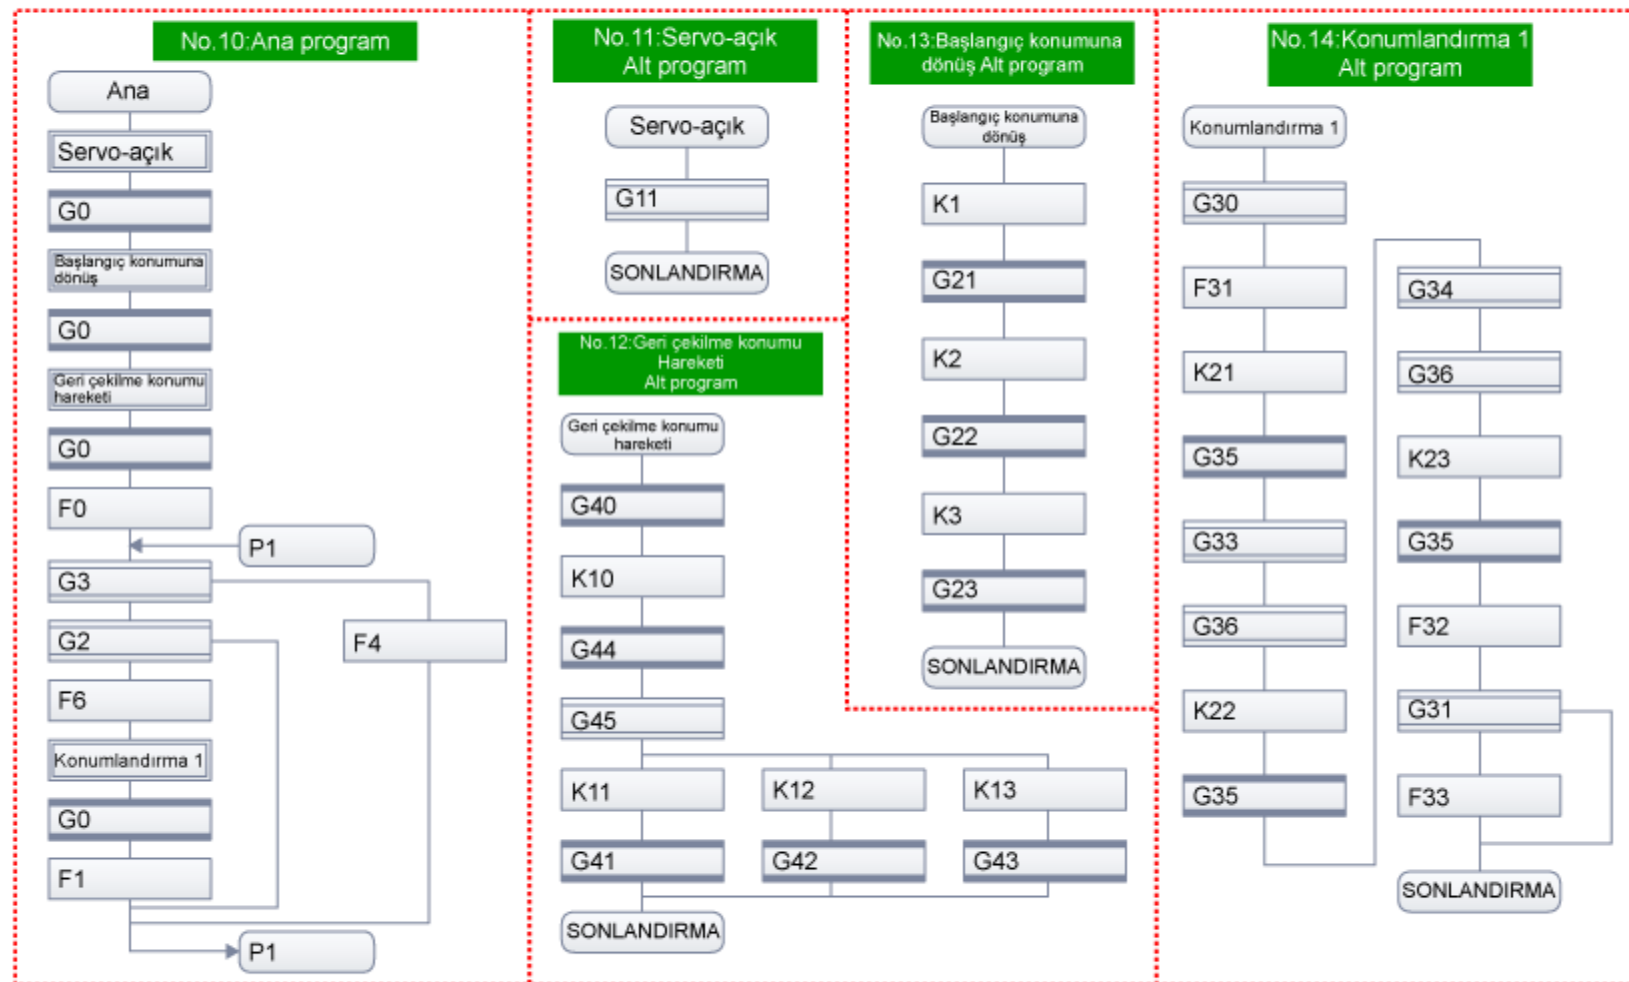 No.10:Ana program
Ana
Servo-açık
G0
Başlangıç konumuna
dönüş
G0
Geri çekilme konumu
hareketi
G0
F0
P1
G3
G2
F4
F6
Konumlandırma 1
G0
F1
P1
No.11:Servo-açık
Alt program
Servo-açık
G11
SONLANDIRMA
No.12:Geri çekilme konumu
Hareketi
Alt program
Geri çekilme konumu
hareketi
G40
K10
G44
G45
K11
K12
K13
G41
G42
G43
SONLANDIRMA
No.13:Başlangıç konumuna
dönüş Alt program
Başlangıç konumuna
dönüş
K1
G21
K2
G22
K3
G23
SONLANDIRMA
No.14:Konumlandırma 1
Alt program
Konumlandırma 1
G30
F31
K21
G35
G33
G36
K22
G35
G34
G36
K23
G35
F32
G31
F33
SONLANDIRMA